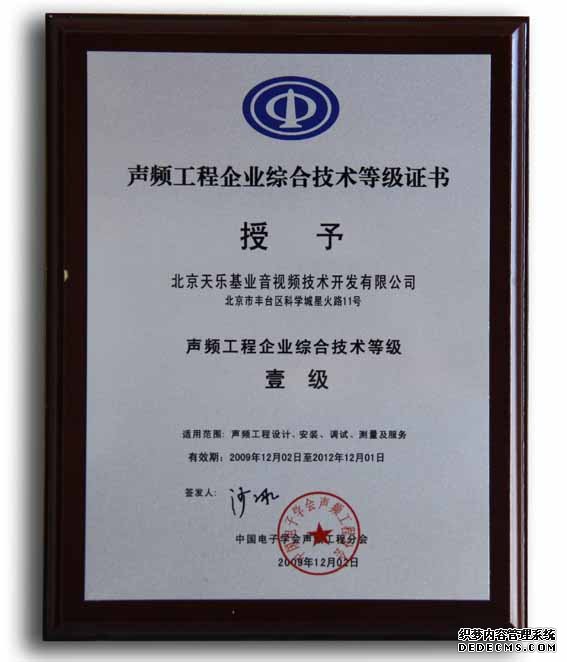 声频工程企业综合技术等级证书
授 予
北京天乐基业音视频技术开发有限公司
北京市丰台区科学城星火路11号
声频工程企业综合技术等级
壹 级
适用范围: 声频工程设计、安装、调试、测量及服务
有效期: 2009年12月02日至2012年12月01日
签发人:
中国电子学会声频工程分会
中国电子学会声频工程分会
2009年12月02日
织梦内容管理系统
DEDECMS.COM